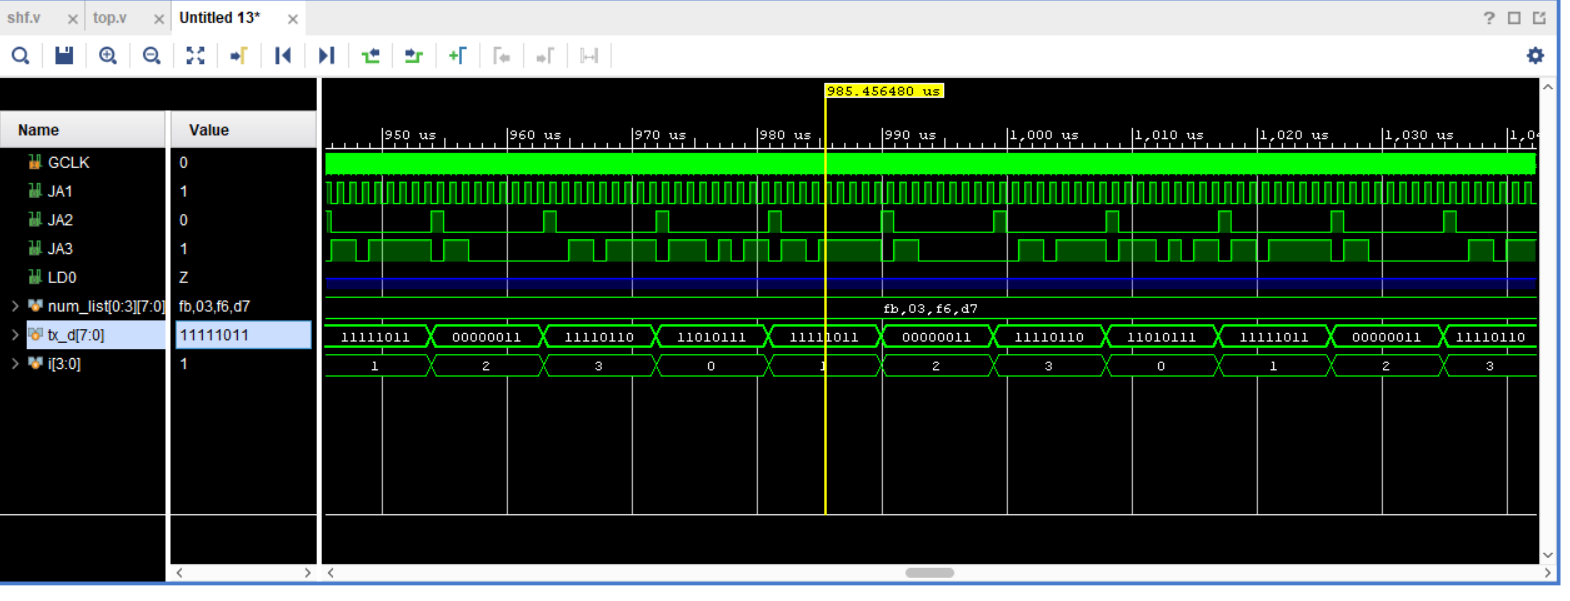 shf.v × top.v × Untitled 13* ×
?
985.456480 us
Name Value
950 us 960 us 970 us 980 us 990 us 1,000 us 1,010 us 1,020 us 1,030 us 1,04
GCLK 0
JA1 1
JA2 0
JA3 1
LD0 Z
num_list[0:3][7:0] fb,03,f6,d7 fb,03,f6,d7
tx_d[7:0] 11111011 11111011 00000011 11110110 11010111 11111011 00000011 11110110 11010111 11111011 00000011 11110110
i[3:0] 1 1 2 3 0 1 2 3 0 1 2 3